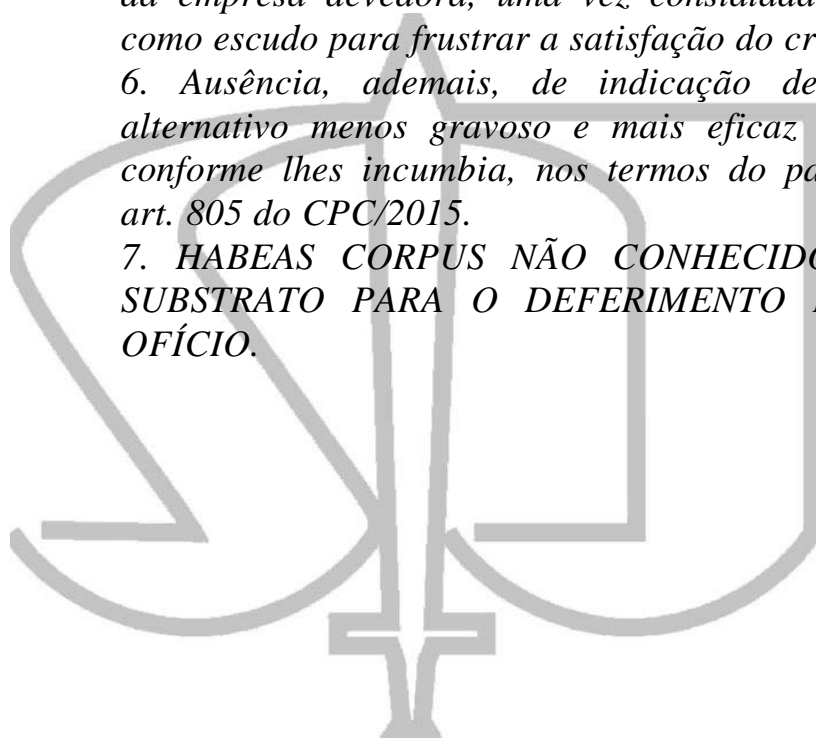 da empresa devedora, uma vez constatada
como escudo para frustrar a satisfação do cr
6. Ausência, ademais, de indicação de
alternativo menos gravoso e mais eficaz
conforme lhes incumbia, nos termos do pa
art. 805 do CPC/2015.
7. HABEAS CORPUS NÃO CONHECIDO
SUBSTRATO PARA O DEFERIMENTO
OFÍCIO.